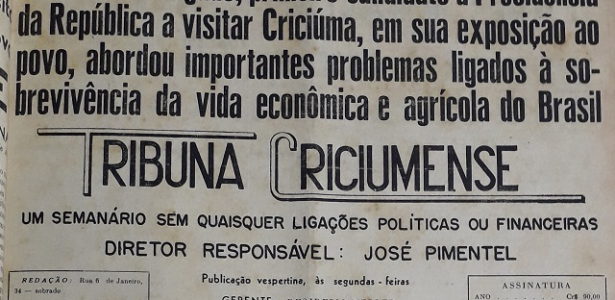 Presidência
da República a visitar Criciúma, em sua exposição ao
povo, abordou importantes problemas ligados à so-
brevivência da vida econômica e agrícola do Brasil
TRIBUNA CRICIUMENSE
UM SEMANÁRIO SEM QUAISQUER LIGAÇÕES POLÍTICAS OU FINANCEIRAS
DIRETOR RESPONSÁVEL: JOSÉ PIMENTEL
REDAÇÃO: Rua 6 de Janeiro,
34 — sobrado
Publicação vespertina, às segundas - feiras
GERENTE
ASSINATURA
ANO Cr$ 90,00